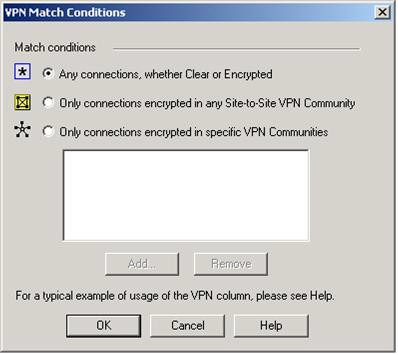 VPN Match Conditions
Match conditions
Any connections, whether Clear or Encrypted
Only connections encrypted in any Site-to-Site VPN Community
Only connections encrypted in specific VPN Communities
Add... Remove
For a typical example of usage of the VPN column, please see Help.
OK Cancel Help